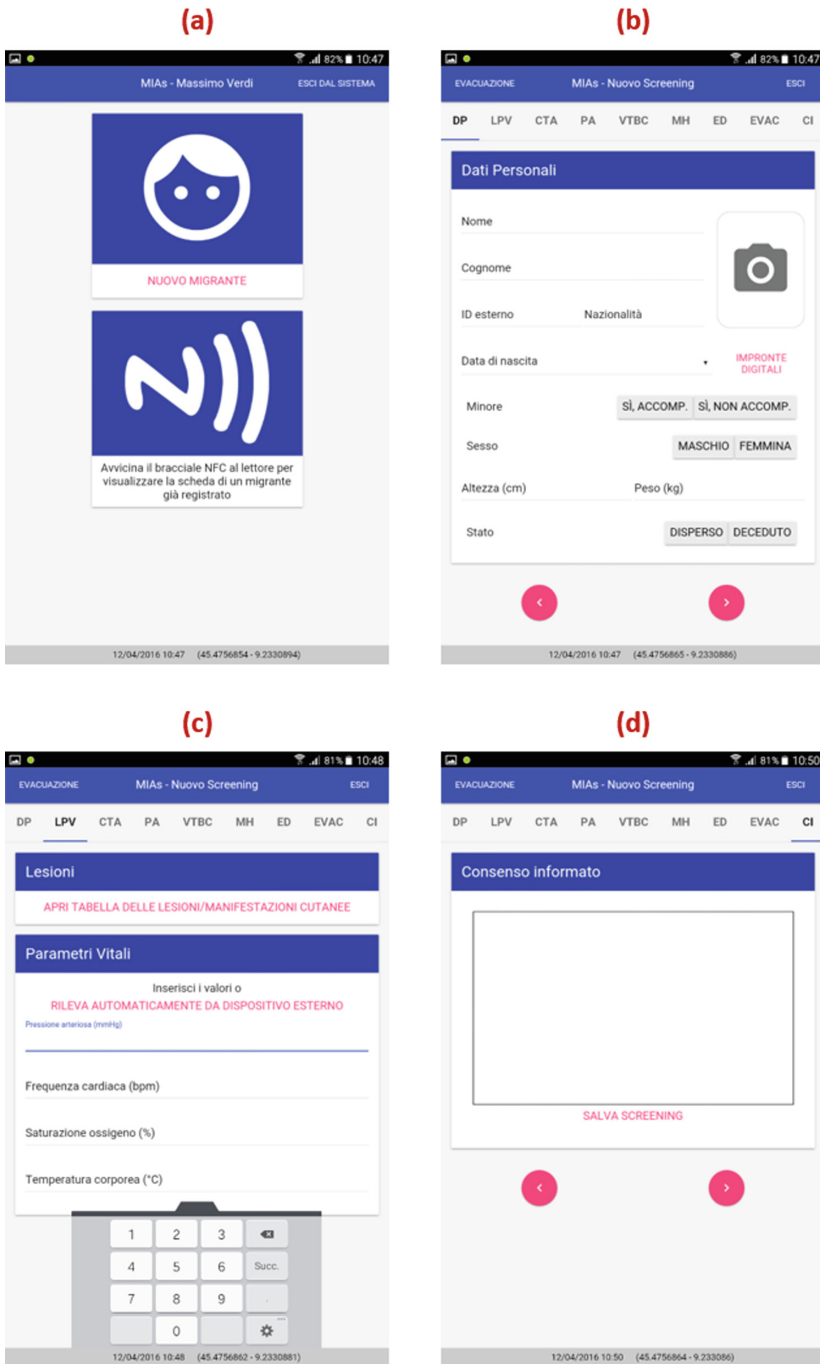 (a)
82% 10:47
MIAs - Massimo Verdi ESCI DAL SISTEMA
NUOVO MIGRANTE
Avvicina il bracciale NFC al lettore per
visualizzare la scheda di un migrante
già registrato
12/04/2016 10:47 (45.4756854 - 9.2330894)
(b)
82% 10:47
EVACUAZIONE MIAs - Nuovo Screening ESCI
DP LPV CTA PA VTBC MH ED EVAC CI
Dati Personali
Nome
Cognome
ID esterno Nazionalità
Data di nascita
IMPRONTE
DIGITALI
Minore SÌ, ACCOMP. SÌ, NON ACCOMP.
Sesso MASCHIO FEMMINA
Altezza (cm) Peso (kg)
Stato DISPERSO DECEDUTO
12/04/2016 10:47 (45.4756865 - 9.2330886)
(c)
81% 10:48
EVACUAZIONE MIAs - Nuovo Screening ESCI
DP LPV CTA PA VTBC MH ED EVAC CI
Lesioni
APRI TABELLA DELLE LESIONI/MANIFESTAZIONI CUTANEE
Parametri Vitali
Inserisci i valori o
RILEVA AUTOMATICAMENTE DA DISPOSITIVO ESTERNO
Pressione arteriosa (mmHg)
Frequenza cardiaca (bpm)
Saturazione ossigeno (%)
Temperatura corporea (°C)
1 2 3
4 5 6 Succ.
7 8 9 .
0
12/04/2016 10:48 (45.4756862 - 9.2330881)
(d)
81% 10:50
EVACUAZIONE MIAs - Nuovo Screening ESCI
DP LPV CTA PA VTBC MH ED EVAC CI
Consenso informato
SALVA SCREENING
12/04/2016 10:50 (45.4756864 - 9.233086)